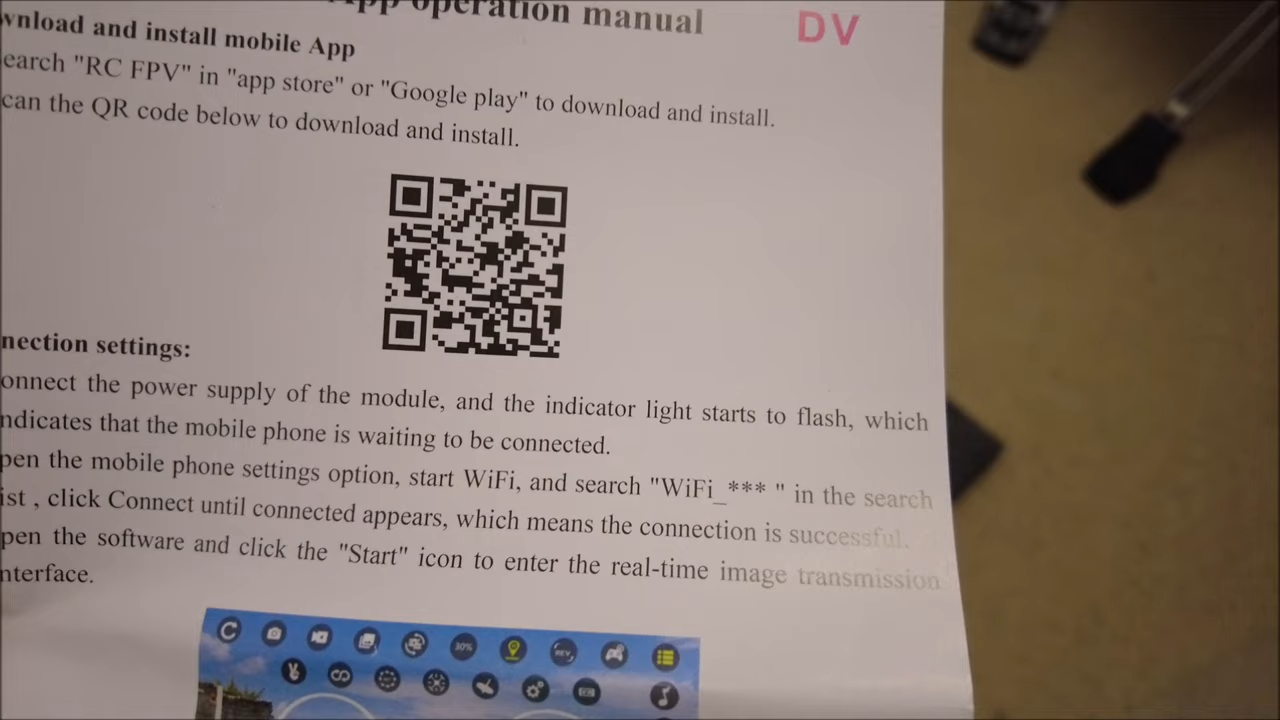 App operation manual
DV
wnload and install mobile App
earch "RC FPV" in "app store" or "Google play" to download and install.
can the QR code below to download and install.
nection settings:
onnect the power supply of the module, and the indicator light starts to flash, which
ndicates that the mobile phone is waiting to be connected.
pen the mobile phone settings option, start WiFi, and search "WiFi_*** " in the search
ist , click Connect until connected appears, which means the connection is successful.
pen the software and click the "Start" icon to enter the real-time image transmission
nterface.
30%
REV